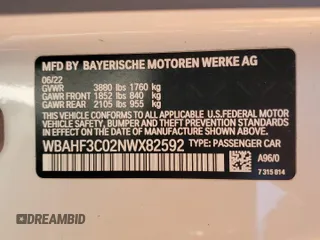 MFD BY BAYERISCHE MOTOREN WERKE AG
06/22
GVWR 3880 lbs 1760 kg
GAWR FRONT 1852 lbs 840 kg
GAWR REAR 2105 lbs 955 kg
THIS VEHICLE CONFORMS TO ALL APPLICABLE FEDERAL MOTOR
VEHICLE SAFETY, BUMPER, AND THEFT PREVENTION STANDARDS
IN EFFECT ON THE DATE OF MANUFACTURE SHOWN ABOVE.
WBAHF3C02NWX82592 TYPE: PASSENGER CAR
A96/0
7 315 814
DREAMBID